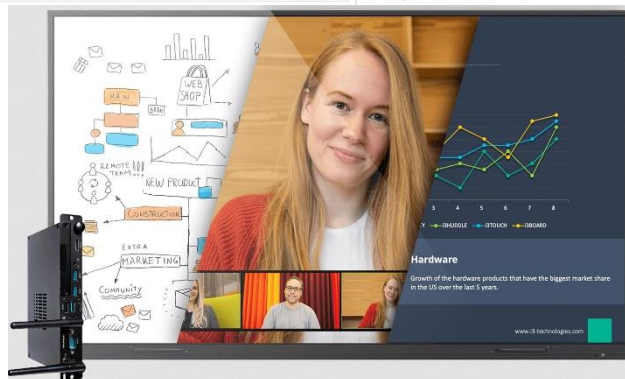 WEB
SHOP
MAIN
REMOTE
TEAM
NEW PRODUCT
CONSTRUCTION
EXTRA
MARKETING
COMMUNITY
3 4 5 6 7 8
I3HUDDLE I3TOUCH I3BOARD
Hardware
Growth of the hardware products that have the biggest market share
in the US over the last 5 years.
www.i3-technologies.com